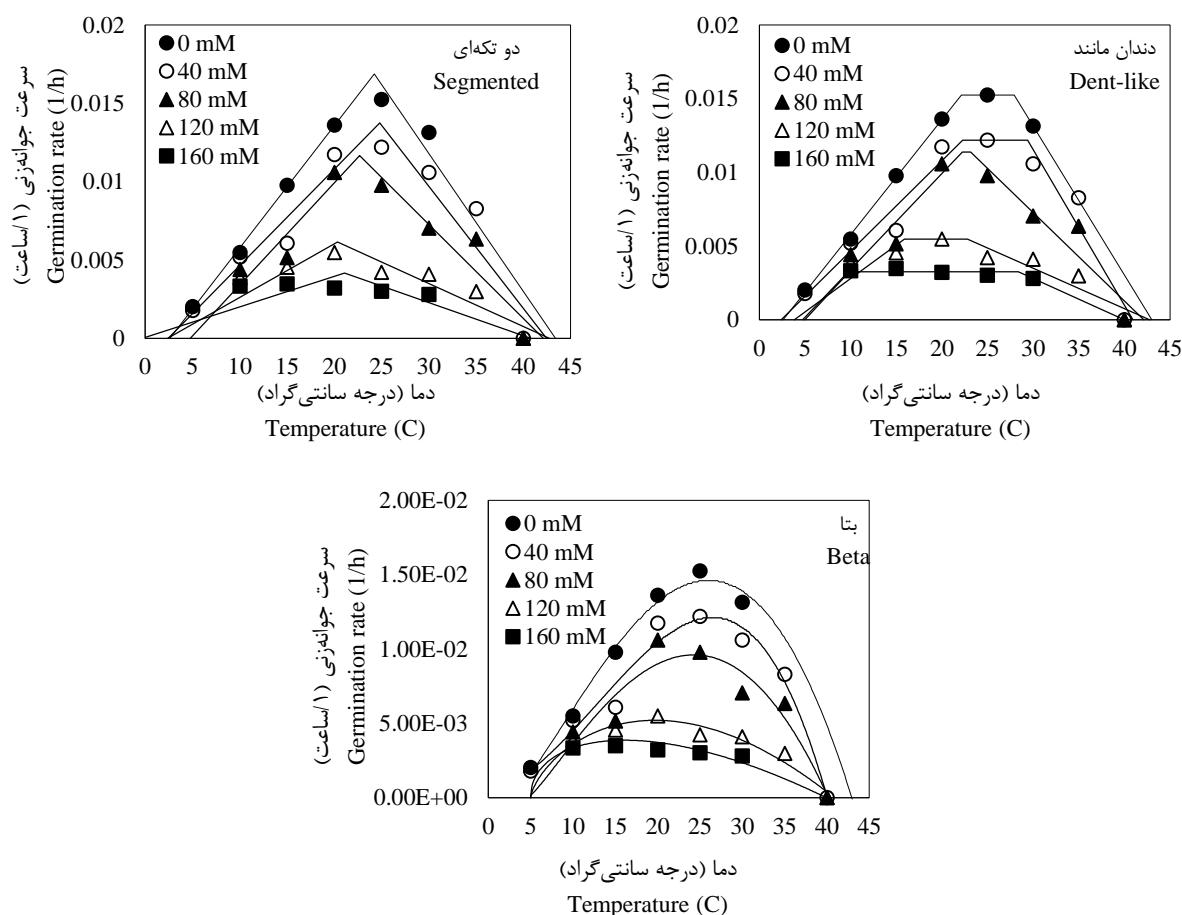 0.02
0.015
0.01
0.005
0
0 5 10 15 20 25 30 35 40 45
سرعت جوانه‌زنی (۱/ساعت)
Germination rate (1/h)
دما (درجه سانتی‌گراد)
Temperature (C)
0 mM
40 mM
80 mM
120 mM
160 mM
دو تکه‌ای
Segmented
0.02
0.015
0.01
0.005
0
0 5 10 15 20 25 30 35 40 45
سرعت جوانه‌زنی (۱/ساعت)
Germination rate (1/h)
دما (درجه سانتی‌گراد)
Temperature (C)
0 mM
40 mM
80 mM
120 mM
160 mM
دندان مانند
Dent-like
2.00E-02
1.50E-02
1.00E-02
5.00E-03
0.00E+00
0 5 10 15 20 25 30 35 40 45
سرعت جوانه‌زنی (۱/ساعت)
Germination rate (1/h)
دما (درجه سانتی‌گراد)
Temperature (C)
0 mM
40 mM
80 mM
120 mM
160 mM
بتا
Beta